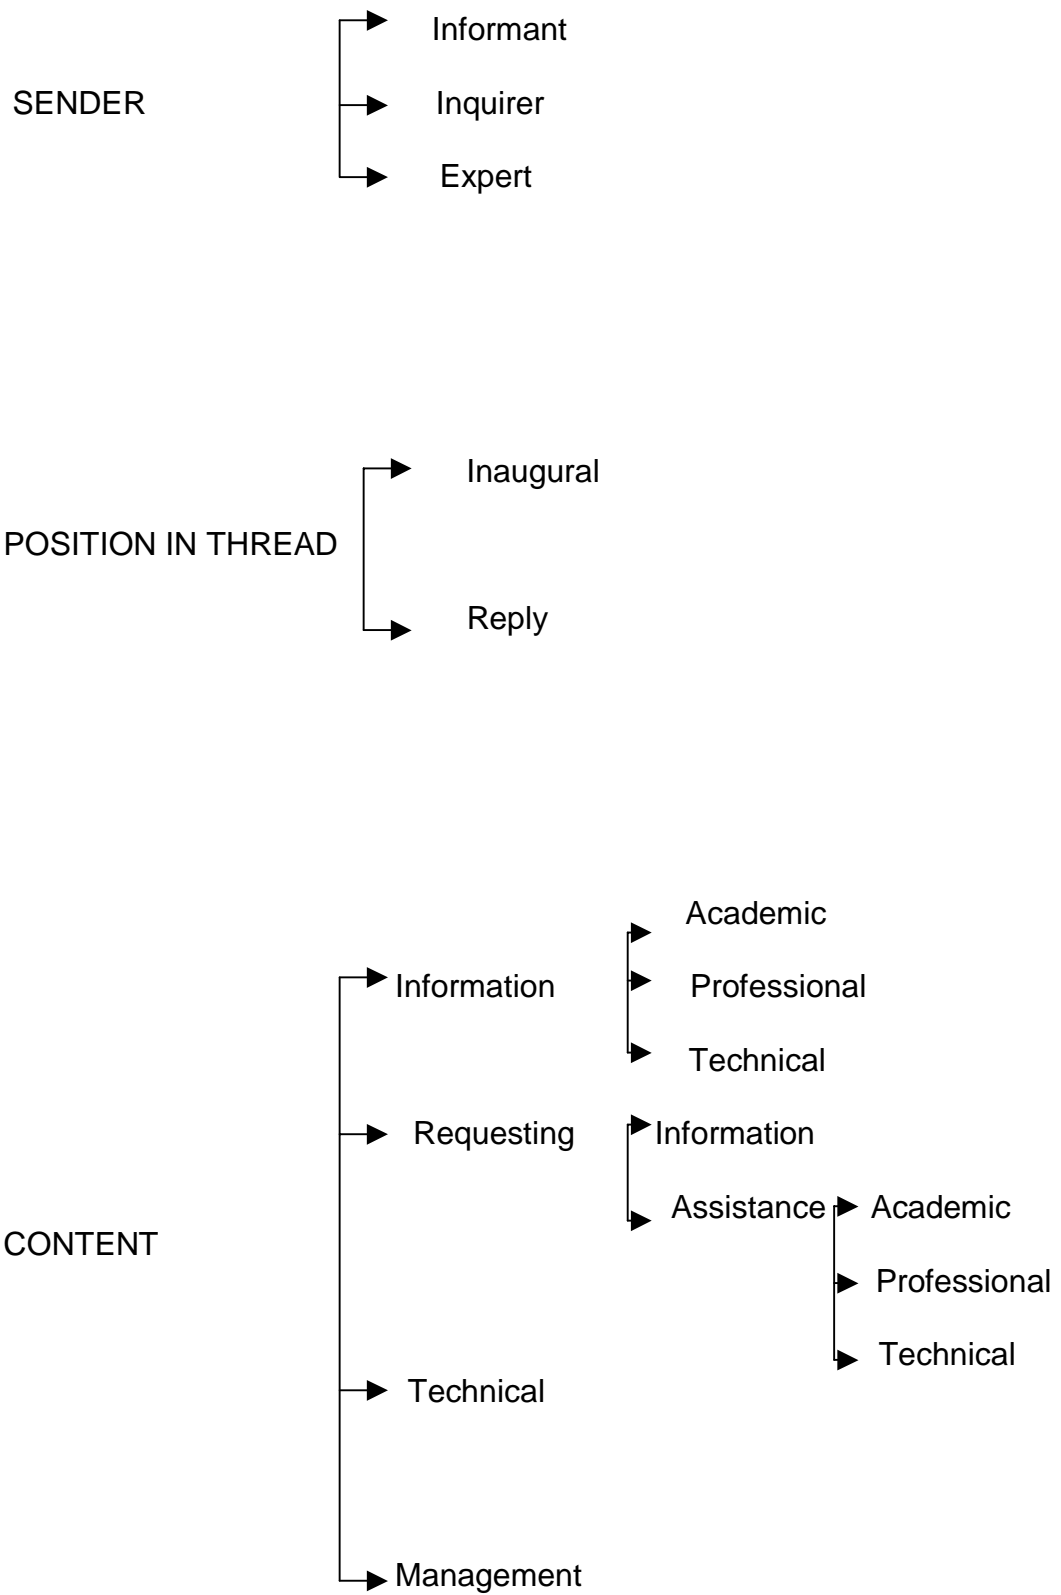 Informant
SENDER
Inquirer
Expert
Inaugural
POSITION IN THREAD
Reply
Academic
Information
Professional
Technical
Requesting
Information
Assistance
Academic
CONTENT
Professional
Technical
Technical
Management